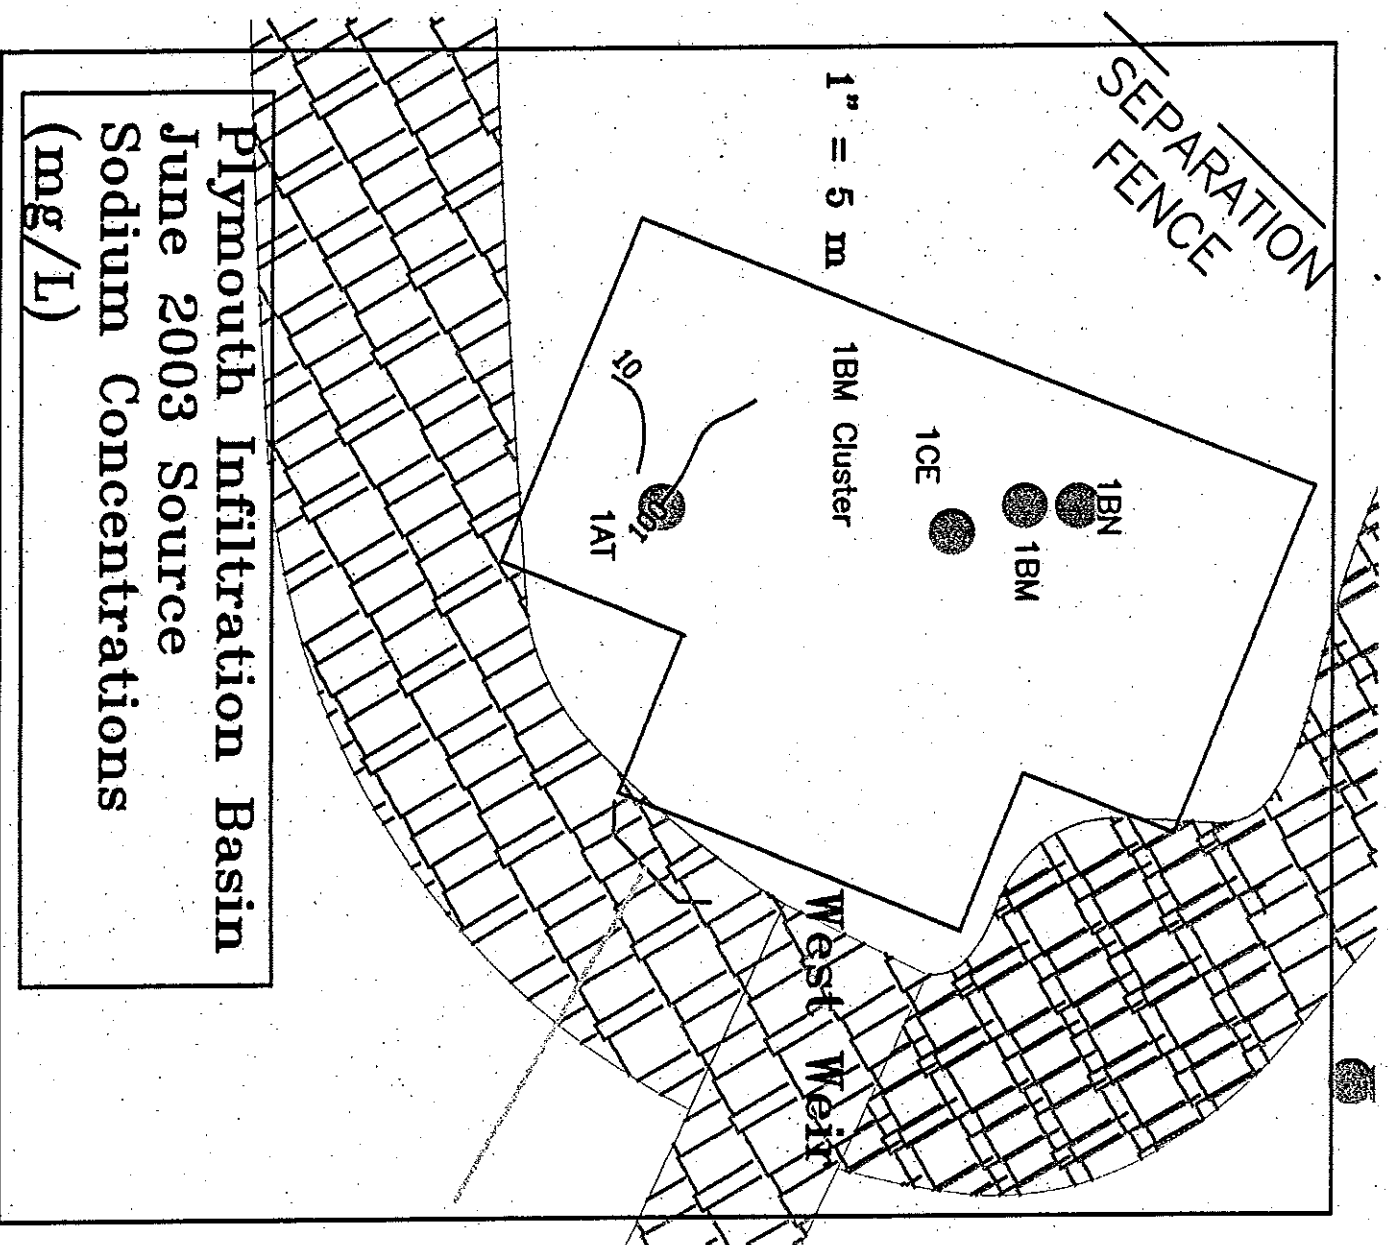 SEPARATION
FENCE
1" = 5 m
1BM Cluster
1BN
1BM
1CE
10
100
1AT
West Weir
Plymouth Infiltration Basin
June 2003 Source
Sodium Concentrations
(mg/L)